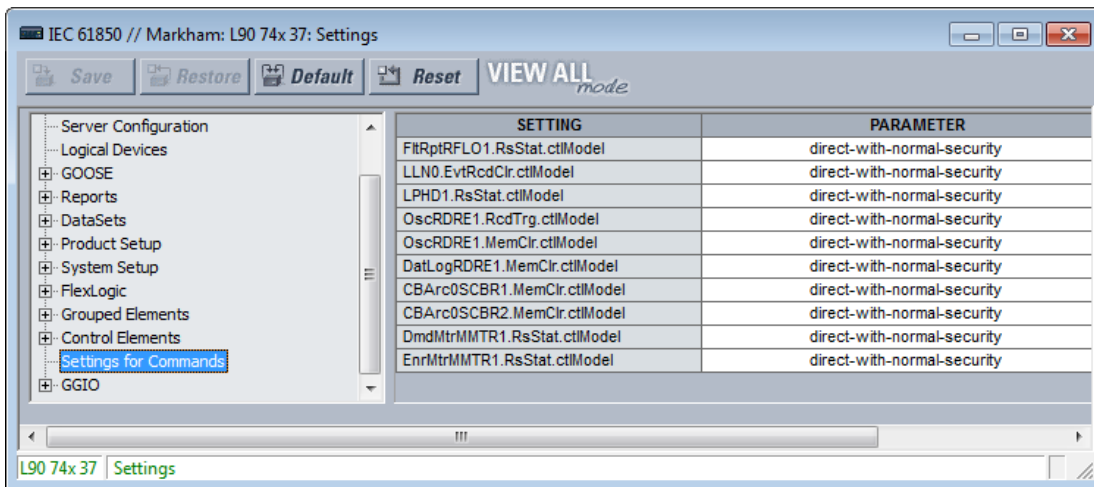 IEC 61850 // Markham: L90 74x 37: Settings
Save Restore Default Reset VIEW ALL mode
Server Configuration
Logical Devices
GOOSE
Reports
DataSets
Product Setup
System Setup
FlexLogic
Grouped Elements
Control Elements
Settings for Commands
GGIO
SETTING PARAMETER
FltRptRFLO1.RsStat.ctlModel direct-with-normal-security
LLN0.EvtRcdClr.ctlModel direct-with-normal-security
LPHD1.RsStat.ctlModel direct-with-normal-security
OscRDRE1.RcdTrg.ctlModel direct-with-normal-security
OscRDRE1.MemClr.ctlModel direct-with-normal-security
DatLogRDRE1.MemClr.ctlModel direct-with-normal-security
CBArc0SCBR1.MemClr.ctlModel direct-with-normal-security
CBArc0SCBR2.MemClr.ctlModel direct-with-normal-security
DmdMtrMMTR1.RsStat.ctlModel direct-with-normal-security
EnrMtrMMTR1.RsStat.ctlModel direct-with-normal-security
L90 74x 37 Settings